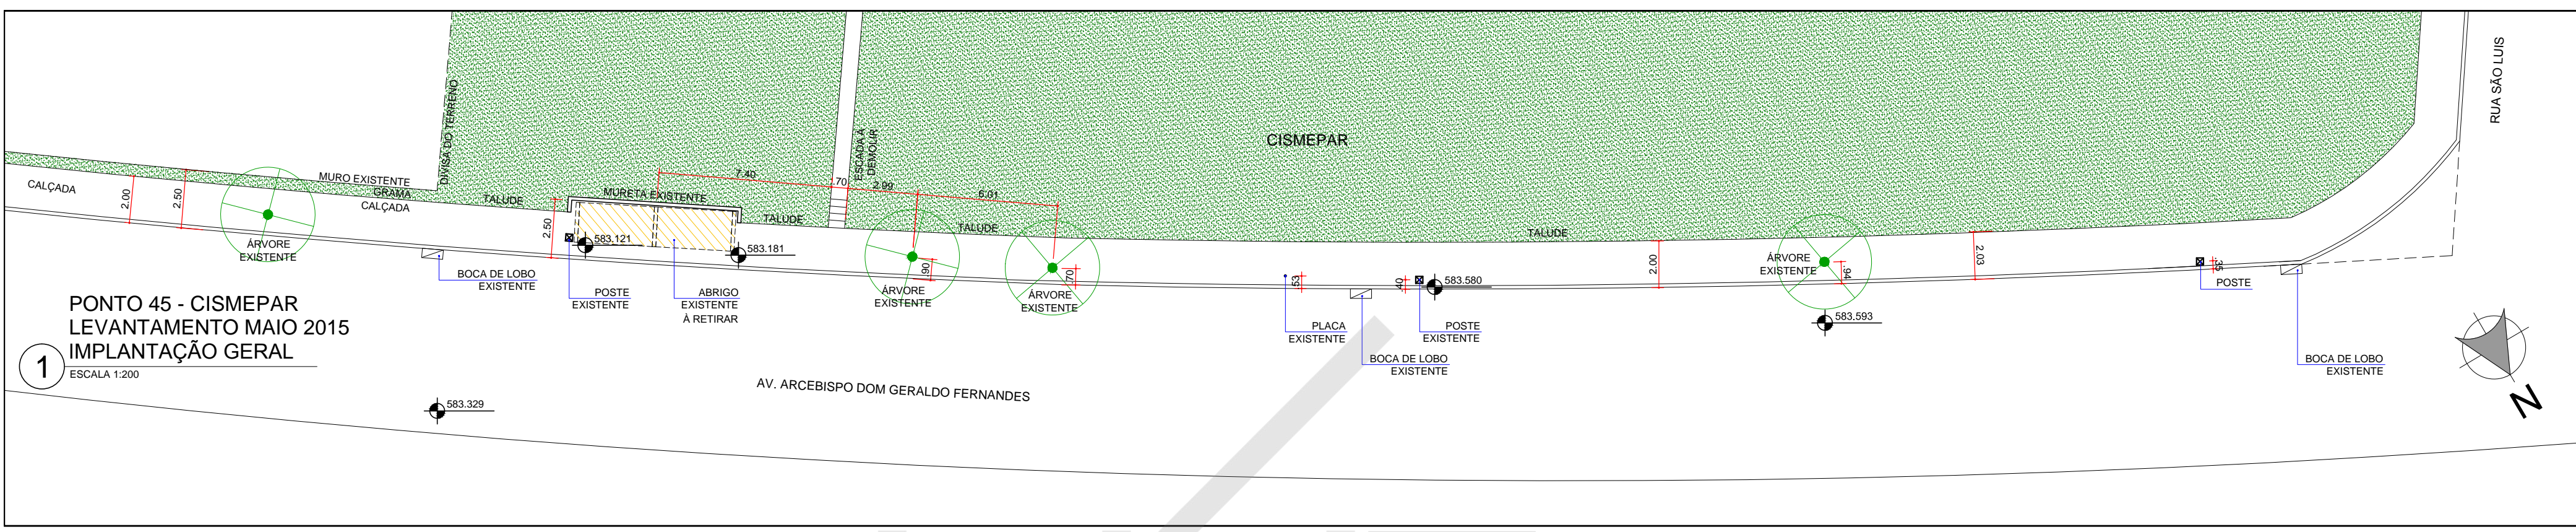 RUA SÃO LUIS
DIVISA DO TERRENO
ESCADA À
DEMOLIR
CISMEPAR
MURO EXISTENTE
GRAMA
CALÇADA
CALÇADA
2.00
2.50
TALUDE
MURETA EXISTENTE
7.40
.70
2.99
6.01
TALUDE
TALUDE
TALUDE
2.50
583.121
583.181
ÁRVORE
EXISTENTE
BOCA DE LOBO
EXISTENTE
POSTE
EXISTENTE
ABRIGO
EXISTENTE
À RETIRAR
.90
ÁRVORE
EXISTENTE
.70
ÁRVORE
EXISTENTE
.53
PLACA
EXISTENTE
.40
583.580
POSTE
EXISTENTE
BOCA DE LOBO
EXISTENTE
2.00
ÁRVORE
EXISTENTE
.94
583.593
2.03
.35
POSTE
BOCA DE LOBO
EXISTENTE
N
PONTO 45 - CISMEPAR
LEVANTAMENTO MAIO 2015
IMPLANTAÇÃO GERAL
1
ESCALA 1:200
583.329
AV. ARCEBISPO DOM GERALDO FERNANDES